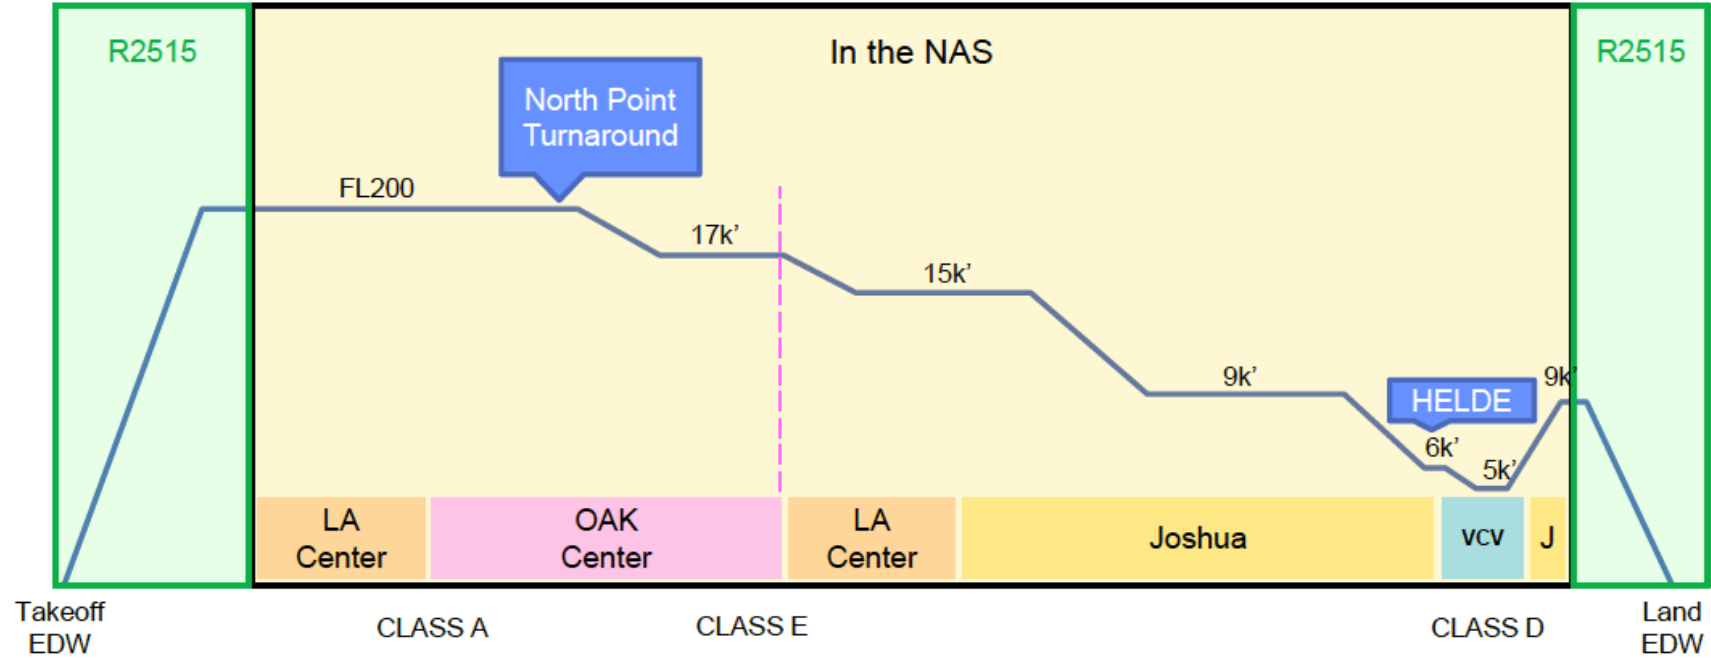 R2515
In the NAS
R2515
North Point
Turnaround
FL200
17k’
15k’
9k’
9k’
HELDE
6k’
5k’
LA
Center
OAK
Center
LA
Center
Joshua
VCV
J
Takeoff
EDW
CLASS A
CLASS E
CLASS D
Land
EDW